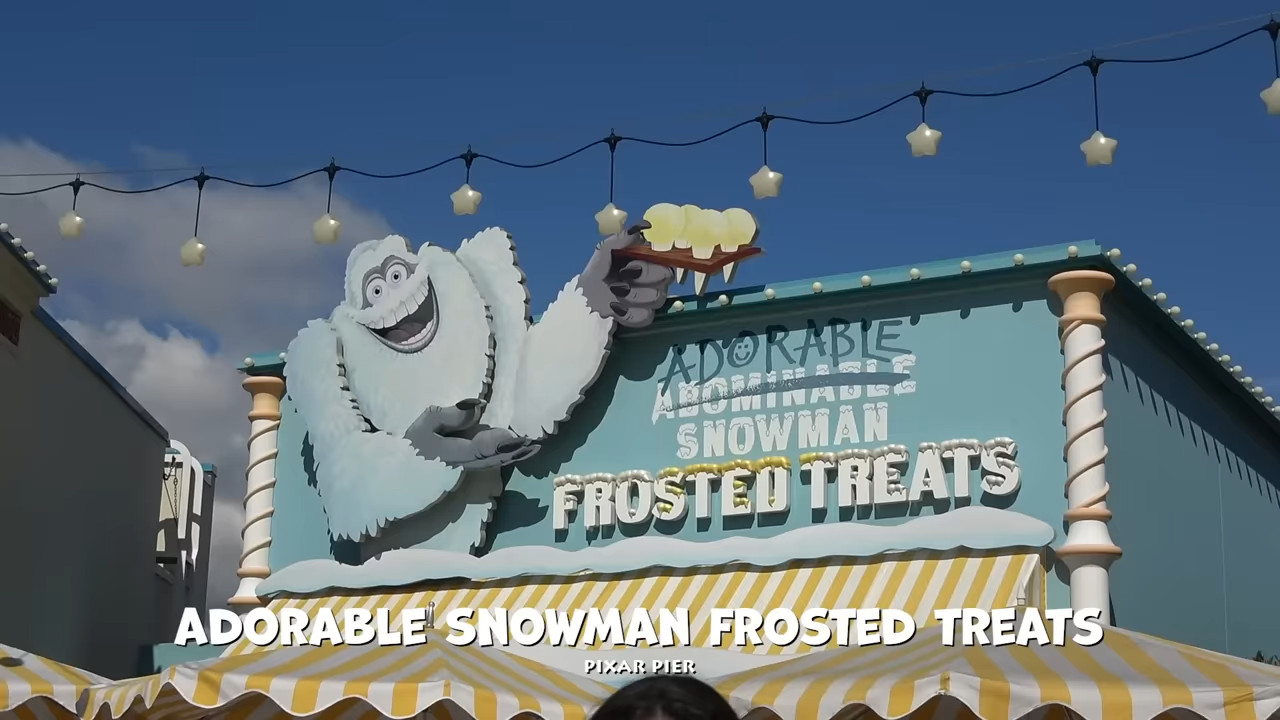 ADORABLE
ABOMINABLE
SNOWMAN
FROSTED TREATS
ADORABLE SNOWMAN FROSTED TREATS
PIXAR PIER